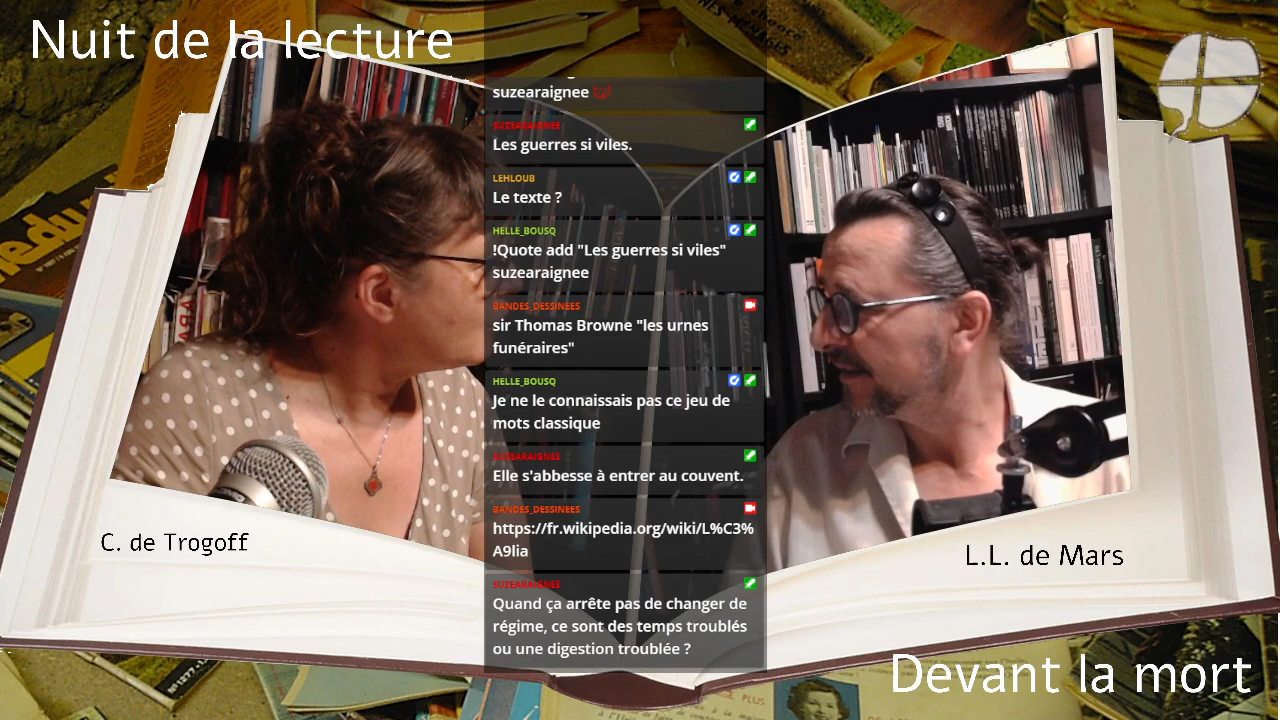 Nuit de la lecture
suzearaignee
SUZEARAIGNEE
Les guerres si viles.
LEHLOUB
Le texte ?
HELLE_BOUSQ
!Quote add "Les guerres si viles"
suzearaignee
BANDES_DESSINEES
sir Thomas Browne "les urnes
funéraires"
HELLE_BOUSQ
Je ne le connaissais pas ce jeu de
mots classique
SUZEARAIGNEE
Elle s'abbesse à entrer au couvent.
BANDES_DESSINEES
https://fr.wikipedia.org/wiki/L%C3%
A9lia
SUZEARAIGNEE
Quand ça arrête pas de changer de
régime, ce sont des temps troublés
ou une digestion troublée ?
C. de Trogoff
L.L. de Mars
Devant la mort